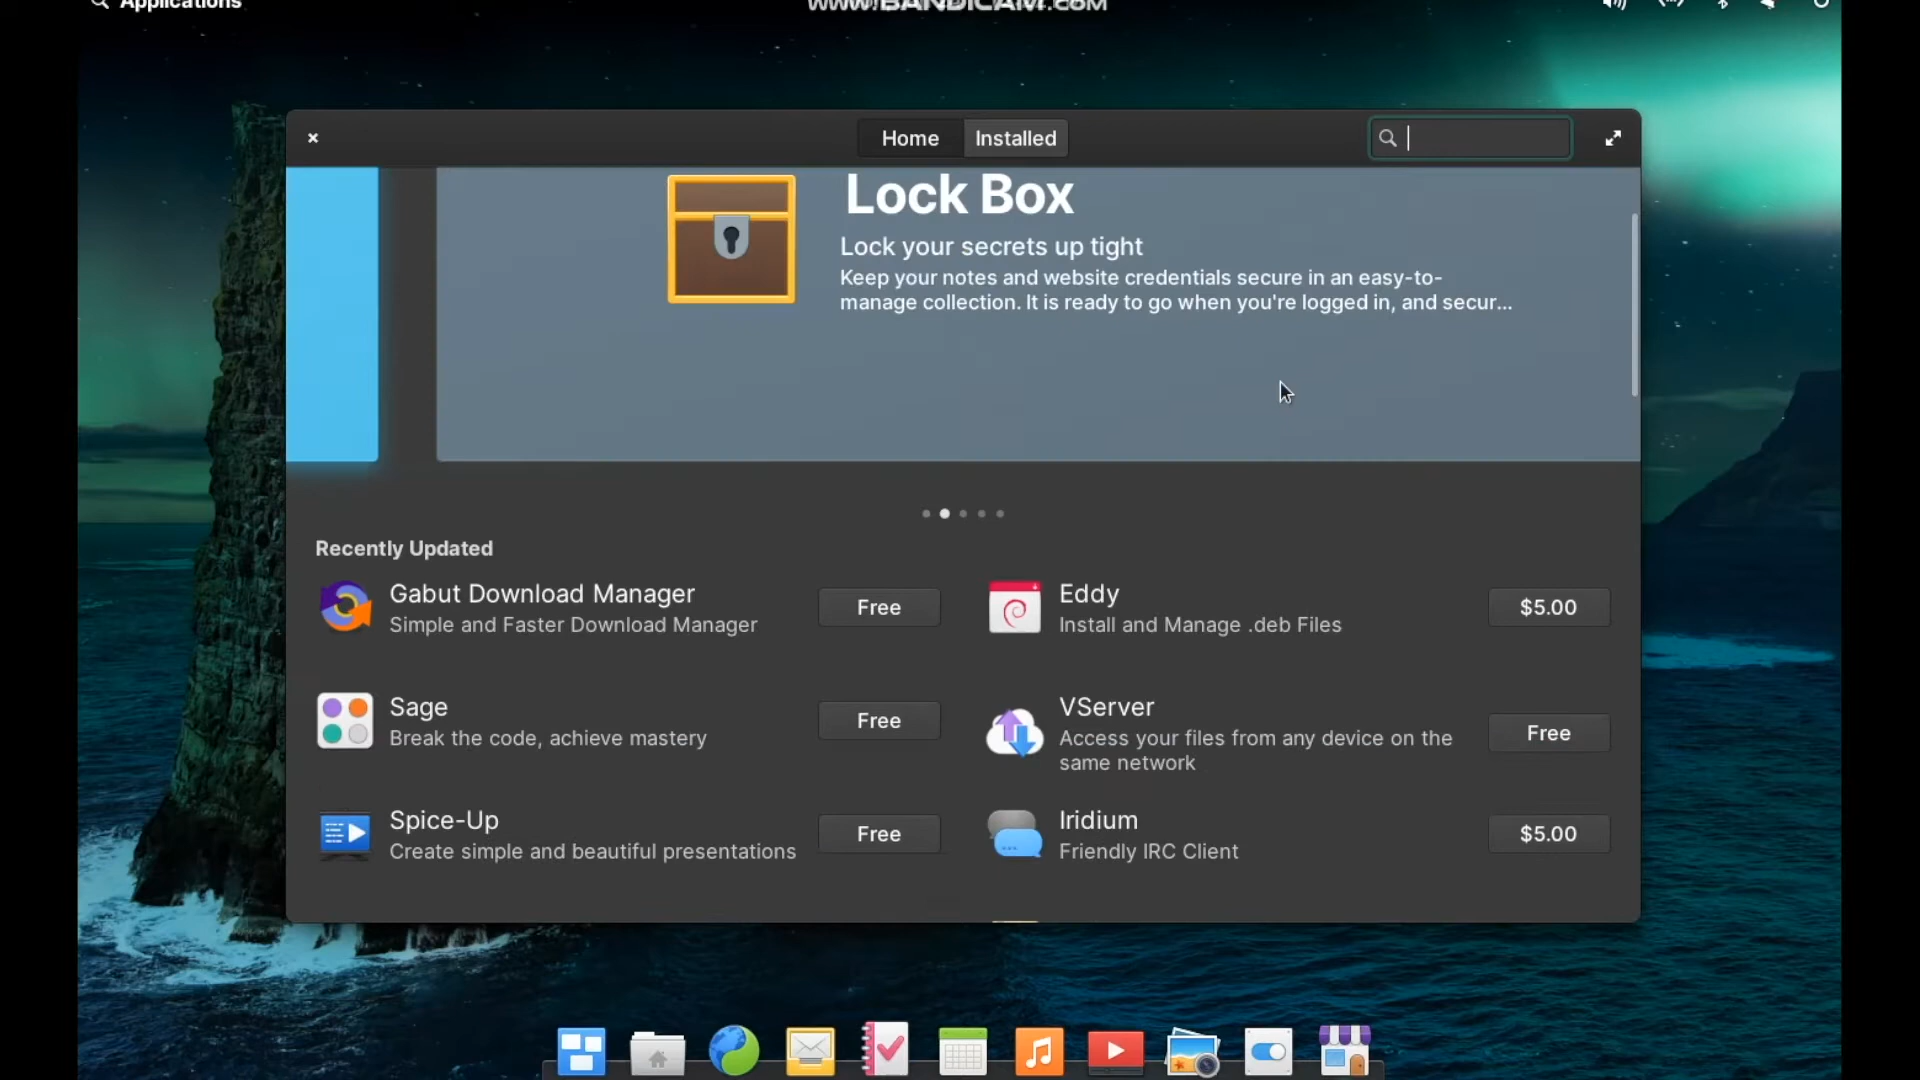 Applications
www.BANDICAM.com
Home
Installed
Lock Box
Lock your secrets up tight
Keep your notes and website credentials secure in an easy-to-
manage collection. It is ready to go when you're logged in, and secur...
Recently Updated
Gabut Download Manager
Simple and Faster Download Manager
Free
Eddy
Install and Manage .deb Files
$5.00
Sage
Break the code, achieve mastery
Free
VServer
Access your files from any device on the
same network
Free
Spice-Up
Create simple and beautiful presentations
Free
Iridium
Friendly IRC Client
$5.00